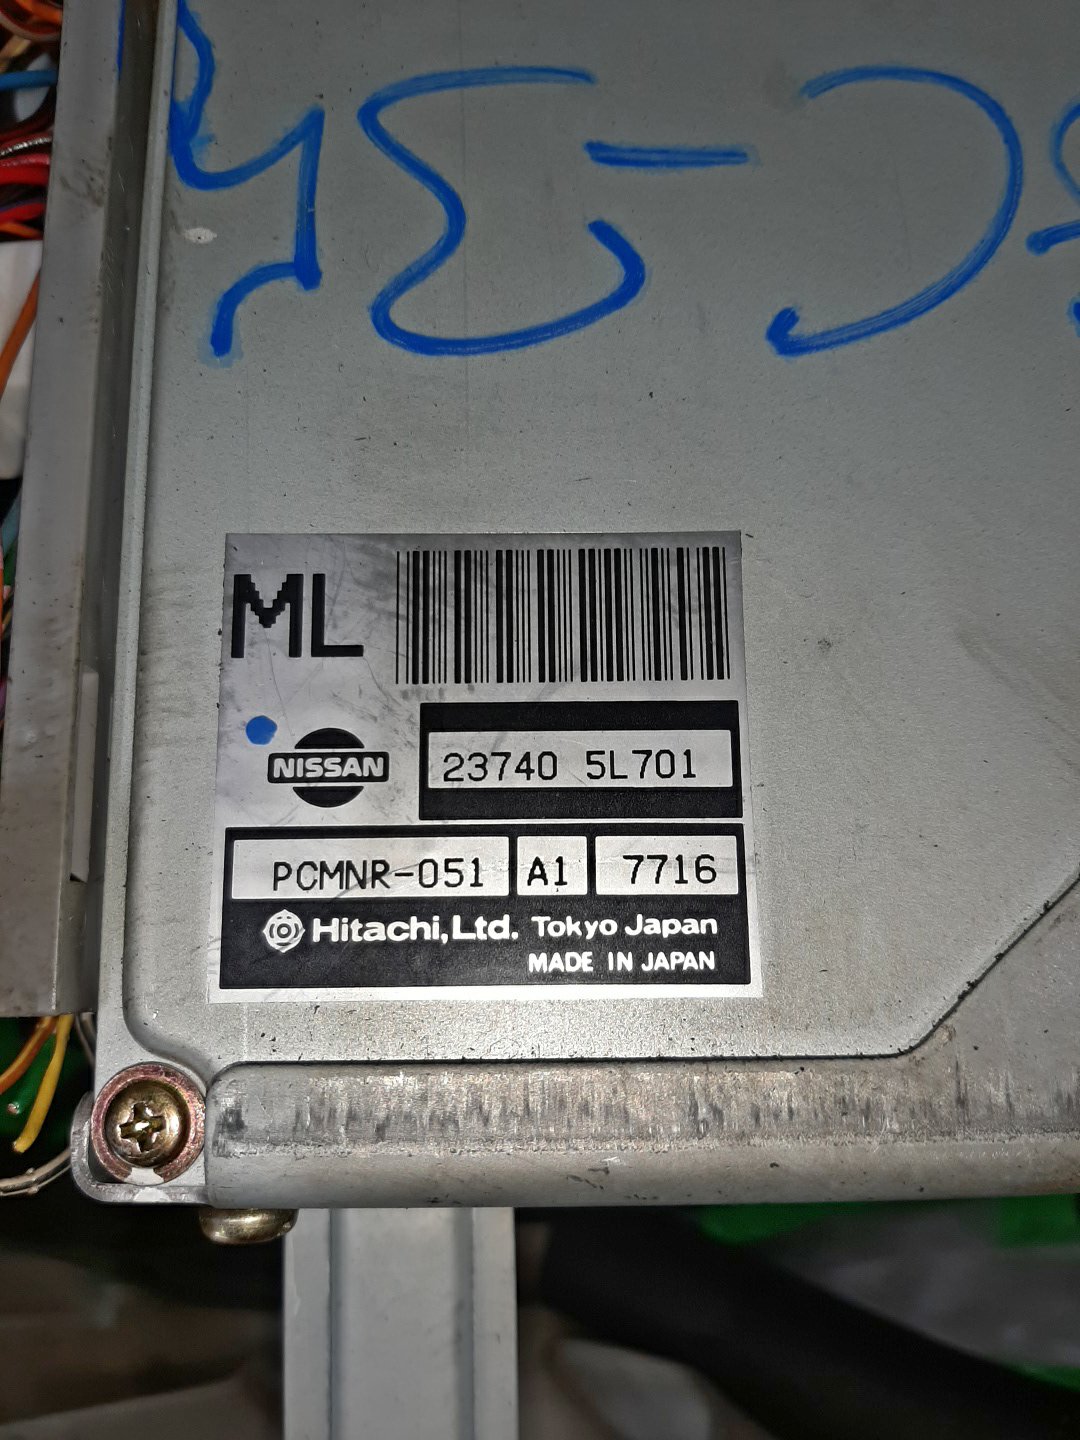 ML
NISSAN
23740 5L701
PCMNR-051 A1 7716
Hitachi, Ltd. Tokyo Japan
MADE IN JAPAN